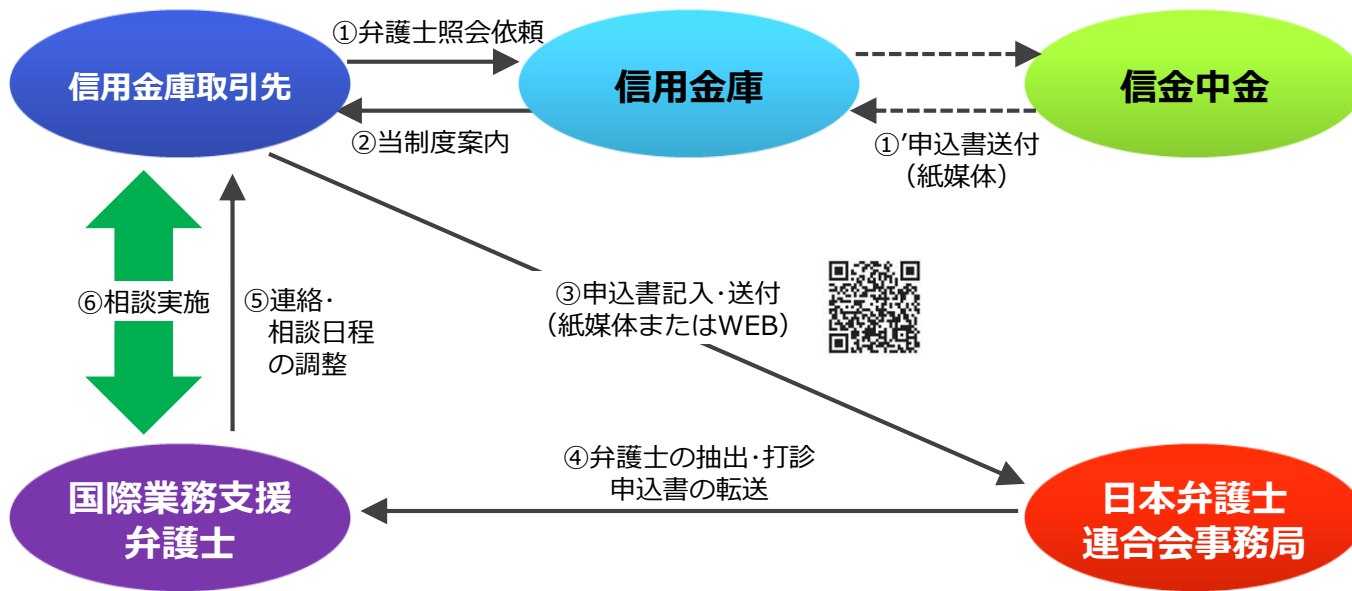 ①弁護士照会依頼
信用金庫取引先
信用金庫
信金中金
②当制度案内
①’申込書送付
（紙媒体）
③申込書記入・送付
（紙媒体またはWEB）
⑥相談実施
⑤連絡・
相談日程
の調整
④弁護士の抽出・打診
申込書の転送
国際業務支援
弁護士
日本弁護士
連合会事務局